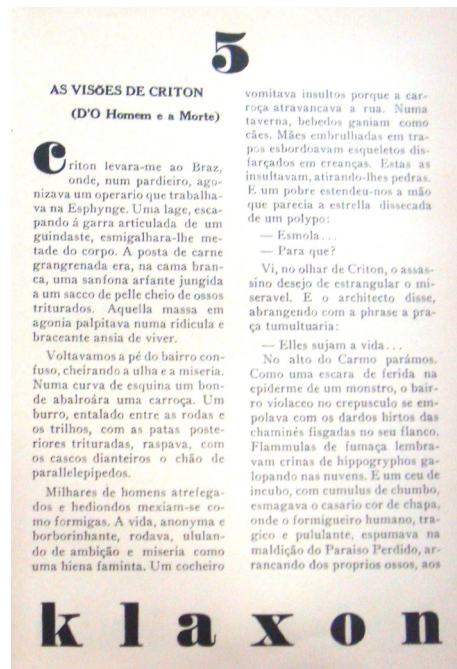 5
AS VISÕES DE CRITON
(D'O Homem e a Morte)
Criton levara-me ao Braz,
onde, num pardieiro, ago-
nizava um operario que trabalha-
va na Esphynge. Uma lage, esca-
pando á garra articulada de um
guindaste, esmigalhara-lhe me-
tade do corpo. A posta de carne
grangrenada era, na cama bran-
ca, uma sanfona arfante jungida
a um sacco de pelle cheio de ossos
triturados. Aquella massa em
agonia palpitava numa ridicula e
braceante ansia de viver.
Voltavamos a pé do bairro con-
fuso, cheirando a ulha e a miseria.
Numa curva de esquina um bon-
de abalroára uma carroça. Um
burro, entalado entre as rodas e
os trilhos, com as patas poste-
riores trituradas, raspava, com
os cascos dianteiros o chão de
parallelepipedos.
Milhares de homens atrefega-
dos e hediondos mexiam-se co-
mo formigas. A vida, anonyma e
borborinhante, rodava, ululan-
do de ambição e miseria como
uma hiena faminta. Um cocheiro
vomitava insultos porque a car-
roça atravancava a rua. Numa
taverna, bebedos ganiam como
cães. Mães embrulhadas em tra-
pos esbordoavam esqueletos dis-
farçados em creanças. Estas as
insultavam, atirando-lhes pedras.
E um pobre estendeu-nos a mão
que parecia a estrella dissecada
de um polypo:
— Esmola...
— Para que?
Vi, no olhar de Criton, o assas-
sino desejo de estrangular o mi-
seravel. E o architecto disse,
abrangendo com a phrase a pra-
ça tumultuaria:
— Elles sujam a vida...
No alto do Carmo parámos.
Como uma escara de ferida na
epiderme de um monstro, o bair-
ro violaceo no crepusculo se em-
polava com os dardos hirtos das
chaminés fisgadas no seu flanco.
Flammulas de fumaça lembra-
vam crinas de hippogryphos ga-
lopando nas nuvens. E um ceu de
incubo, com cumulus de chumbo,
esmagava o casario cor de chapa,
onde o formigueiro humano, tra-
gico e pululante, espumava na
maldição do Paraiso Perdido, ar-
rancando dos proprios ossos, aos
klaxon